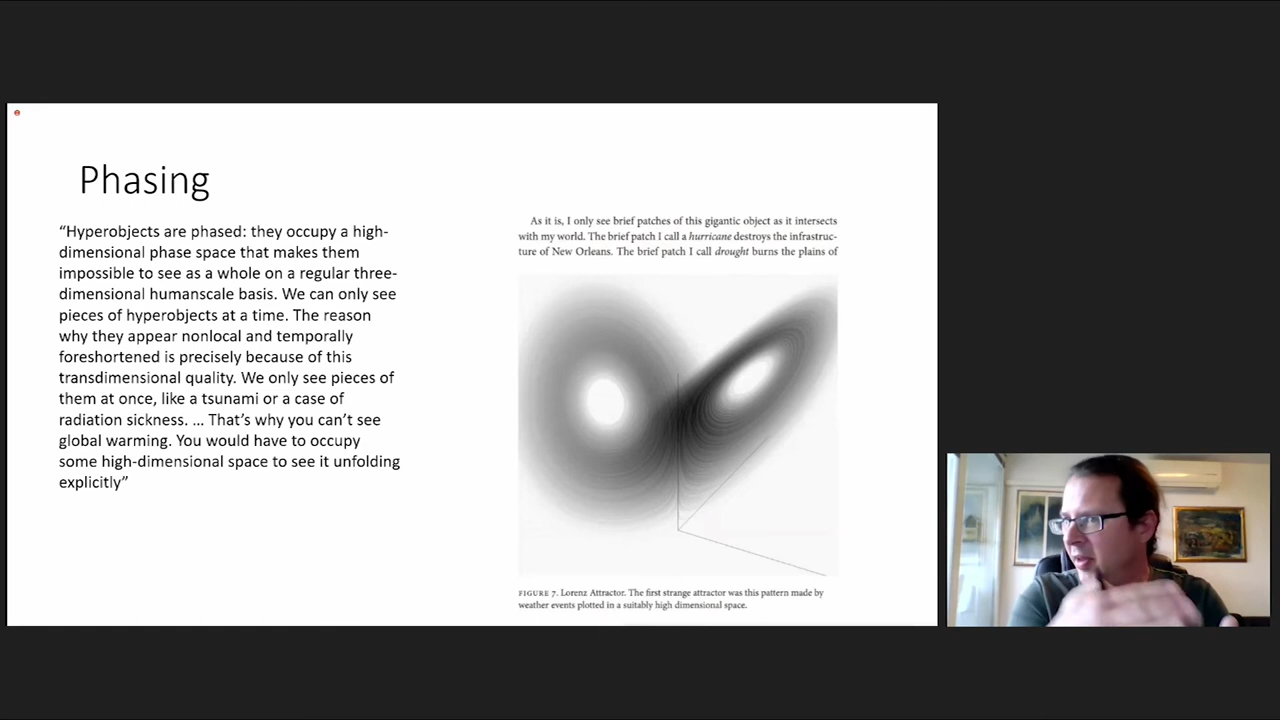 Phasing
“Hyperobjects are phased: they occupy a high-
dimensional phase space that makes them
impossible to see as a whole on a regular three-
dimensional humanscale basis. We can only see
pieces of hyperobjects at a time. The reason
why they appear nonlocal and temporally
foreshortened is precisely because of this
transdimensional quality. We only see pieces of
them at once, like a tsunami or a case of
radiation sickness. … That’s why you can’t see
global warming. You would have to occupy
some high-dimensional space to see it unfolding
explicitly”
As it is, I only see brief patches of this gigantic object as it intersects
with my world. The brief patch I call a hurricane destroys the infrastruc-
ture of New Orleans. The brief patch I call drought burns the plains of
FIGURE 7. Lorenz Attractor. The first strange attractor was this pattern made by
weather events plotted in a suitably high dimensional space.